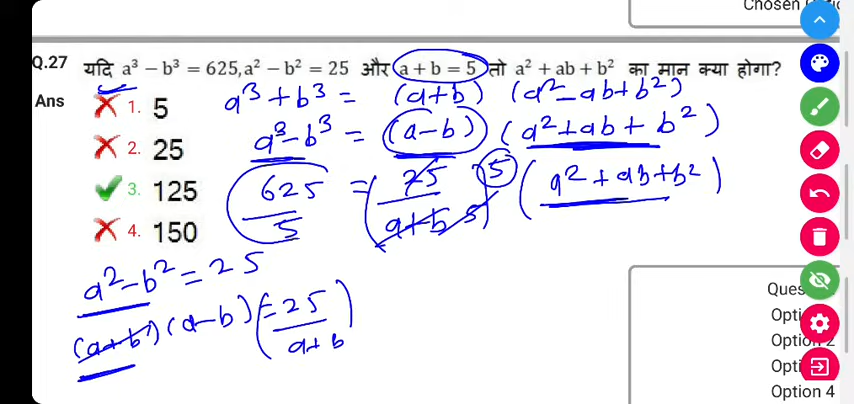 Chosen
Q.27 यदि a³ − b³ = 625, a² − b² = 25 और a + b = 5 तो a² + ab + b² का मान क्या होगा?
Ans
1. 5
2. 25
3. 125
4. 150
a³ + b³ = (a+b) (a² − ab + b²)
a³ − b³ = (a−b) (a² + ab + b²)
625/5 = (25/a+b 5) 5 (a² + ab + b²)
a² − b² = 25
(a+b) (a−b) = 25/a+b
Ques
Opti
Option 2
Opti
Option 4